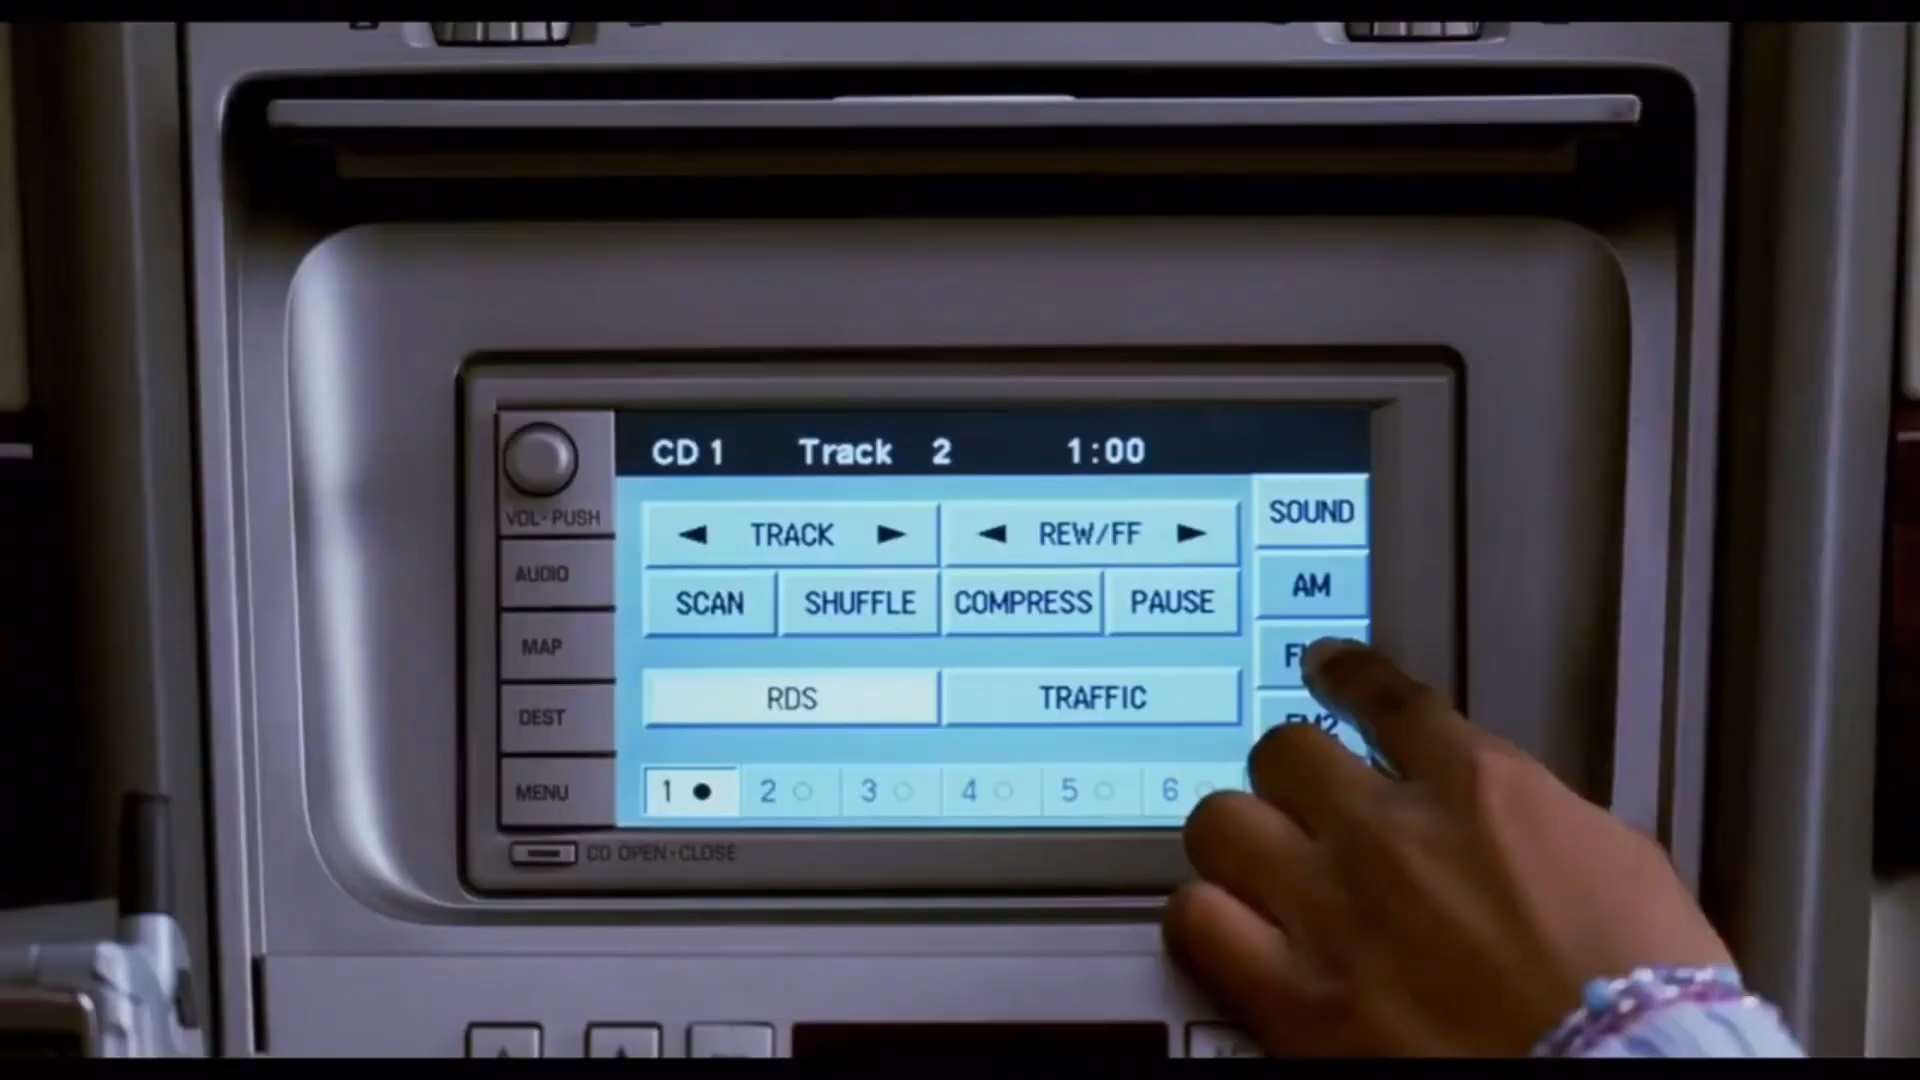 CD 1 Track 2 1:00
VOL·PUSH
SOUND
◄ TRACK ► ◄ REW/FF ►
AUDIO
AM
SCAN SHUFFLE COMPRESS PAUSE
MAP
RDS TRAFFIC
DEST
FM2
MENU
1 ● 2 ○ 3 ○ 4 ○ 5 ○ 6 ○
CD OPEN·CLOSE